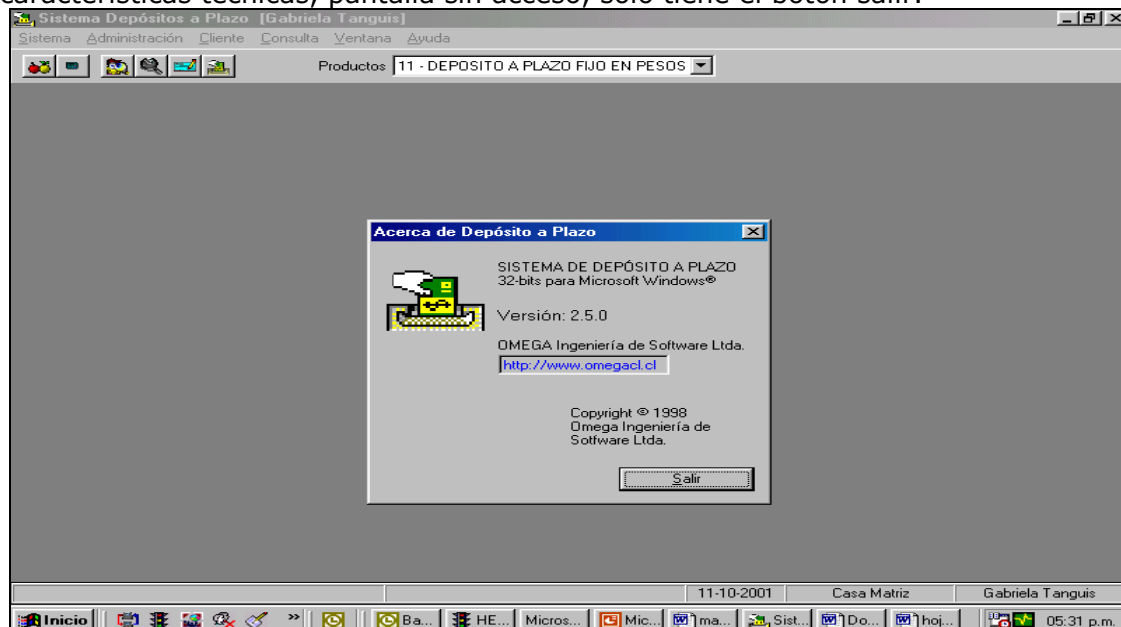 características técnicas, pantalla sin acceso, solo tiene el botón salir.
Sistema Depósitos a Plazo [Gabriela Tanguis]
Sistema Administración Cliente Consulta Ventana Ayuda
Productos 11 - DEPOSITO A PLAZO FIJO EN PESOS
Acerca de Depósito a Plazo
SISTEMA DE DEPÓSITO A PLAZO
32-bits para Microsoft Windows®
Versión: 2.5.0
OMEGA Ingeniería de Software Ltda.
http://www.omegacl.cl
Copyright © 1998
Omega Ingeniería de
Sotfware Ltda.
Salir
11-10-2001 Casa Matriz Gabriela Tanguis
Inicio » Ba... HE... Micros... Mic... ma... Sist... Do... hoj... 05:31 p.m.